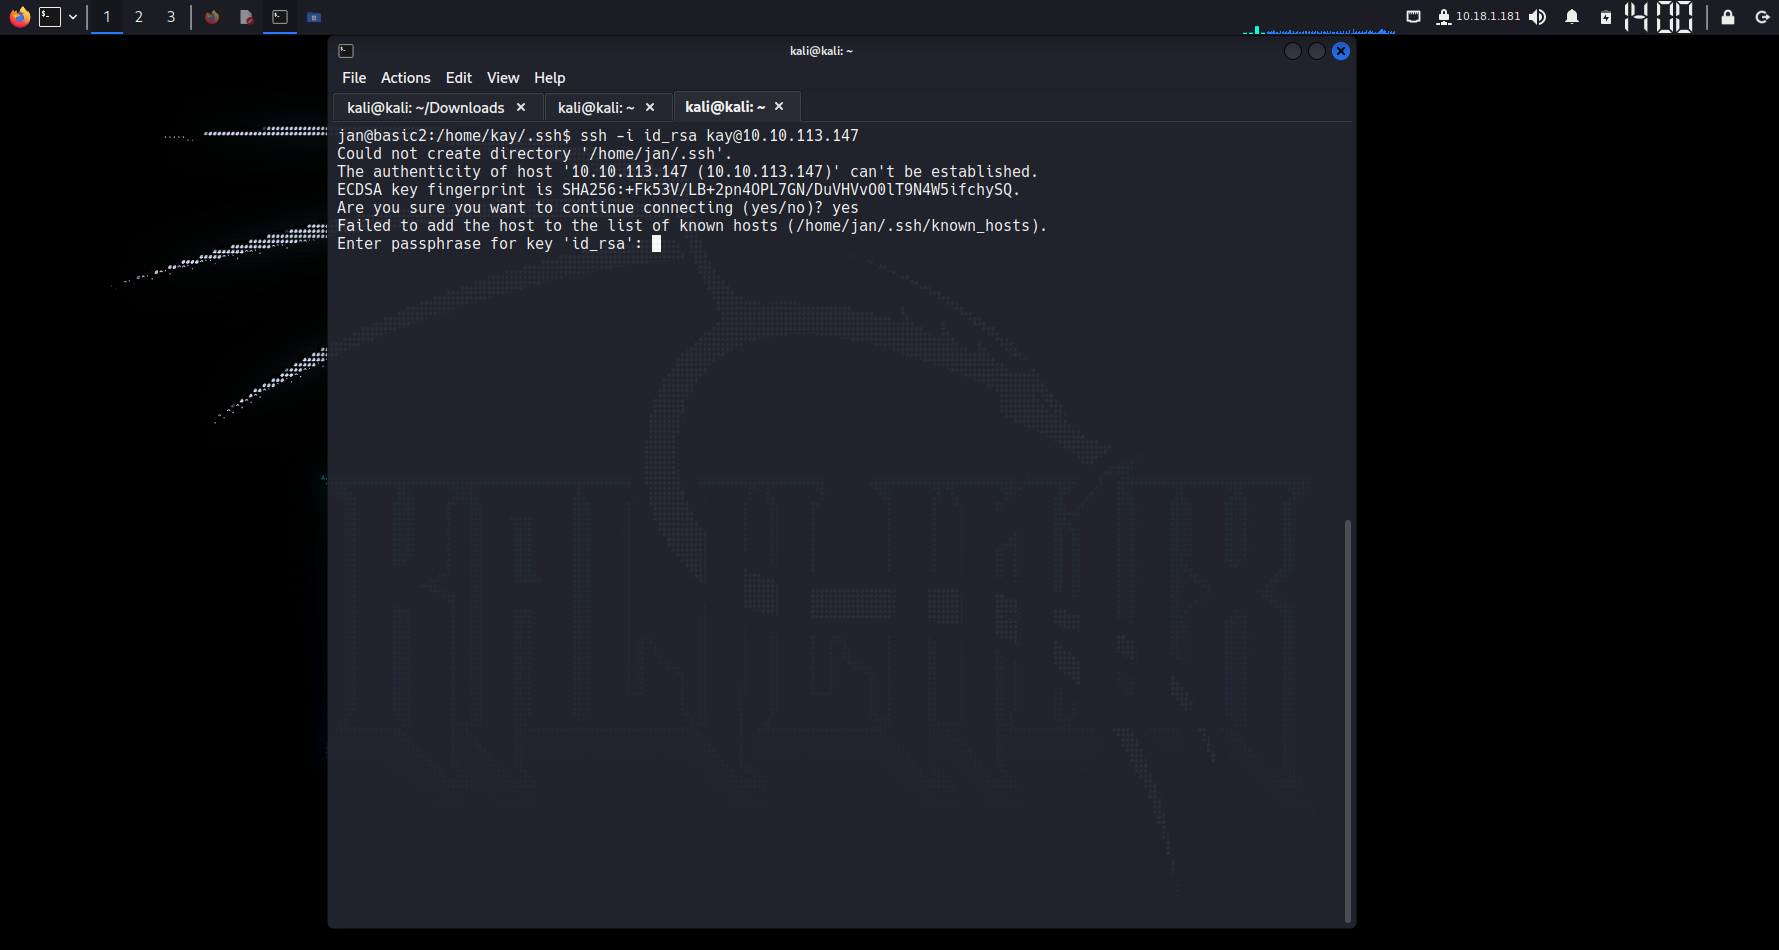 1 2 3 10.18.1.181 14 00
kali@kali: ~
File Actions Edit View Help
kali@kali: ~/Downloads × kali@kali: ~ × kali@kali: ~ ×
jan@basic2:/home/kay/.ssh$ ssh -i id_rsa kay@10.10.113.147
Could not create directory '/home/jan/.ssh'.
The authenticity of host '10.10.113.147 (10.10.113.147)' can't be established.
ECDSA key fingerprint is SHA256:+Fk53V/LB+2pn4OPL7GN/DuVHVvO0lT9N4W5ifchySQ.
Are you sure you want to continue connecting (yes/no)? yes
Failed to add the host to the list of known hosts (/home/jan/.ssh/known_hosts).
Enter passphrase for key 'id_rsa':